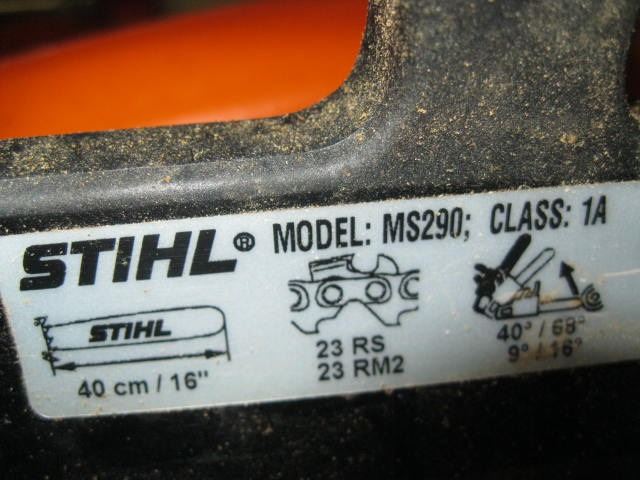 STIHL® MODEL: MS290; CLASS: 1A
STIHL
40 cm / 16"
23 RS
23 RM2
40° / 68°
9° / 16°